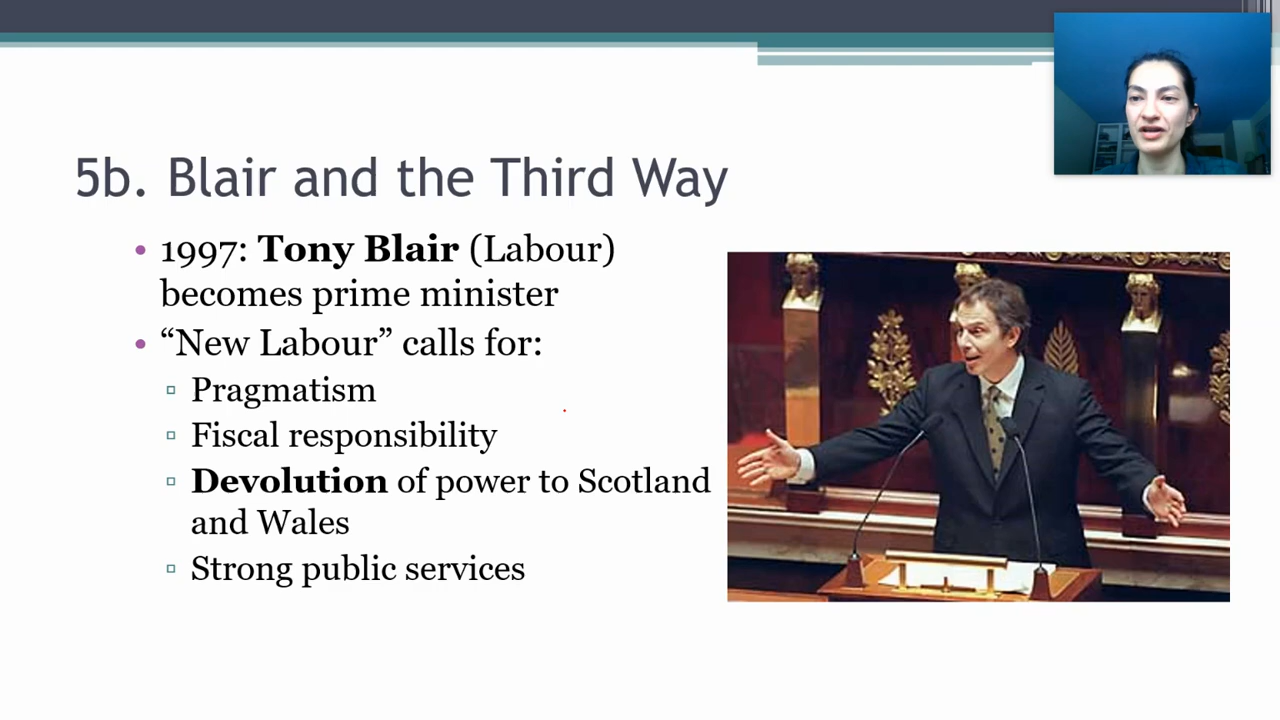 5b. Blair and the Third Way
• 1997: Tony Blair (Labour)
becomes prime minister
• “New Labour” calls for:
▫ Pragmatism
▫ Fiscal responsibility
▫ Devolution of power to Scotland
and Wales
▫ Strong public services